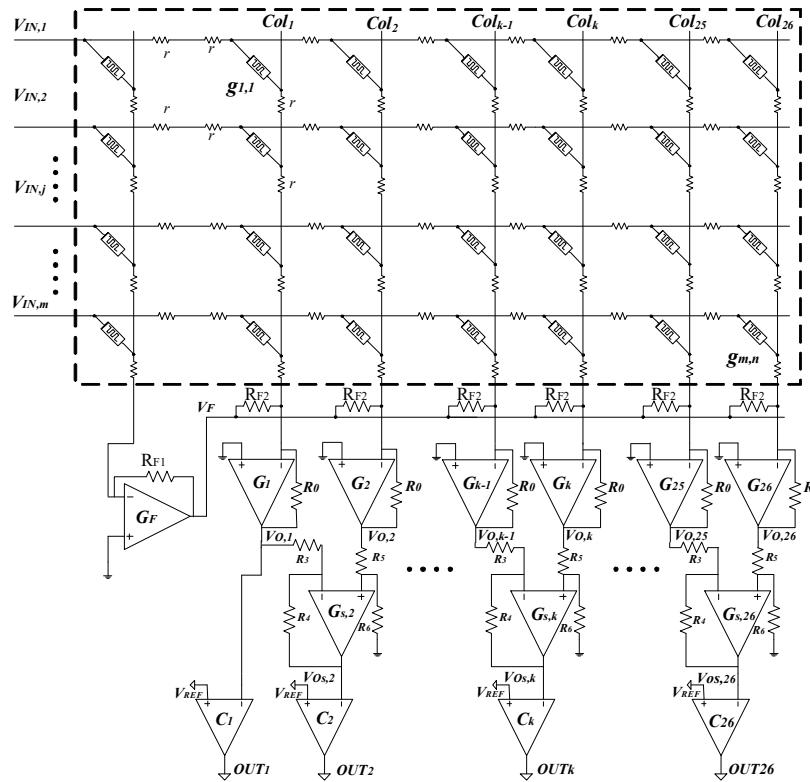 Col1 Col2 Colk-1 Colk Col25 Col26
VIN,1
r r
g1,1
VIN,2
r
r r
VIN,j
r
VIN,m
gm,n
RF2 RF2 RF2 RF2 RF2 RF2
VF
RF1
+ − + − + − + − + − + −
G1 R0 G2 R0 Gk-1 R0 Gk R0 G25 R0 G26
−
GF
+
VO,1 VO,2 VO,k-1 VO,k VO,25 VO,26
R3 R5 R3 R5 R3 R5
− + − + − +
R4 Gs,2 R6 R4 Gs,k R6 R4 Gs,26 R6
VOs,2 VOs,k VOs,26
VREF VREF VREF VREF
+ − + − + − + −
C1 C2 Ck C26
OUT1 OUT2 OUTk OUT26